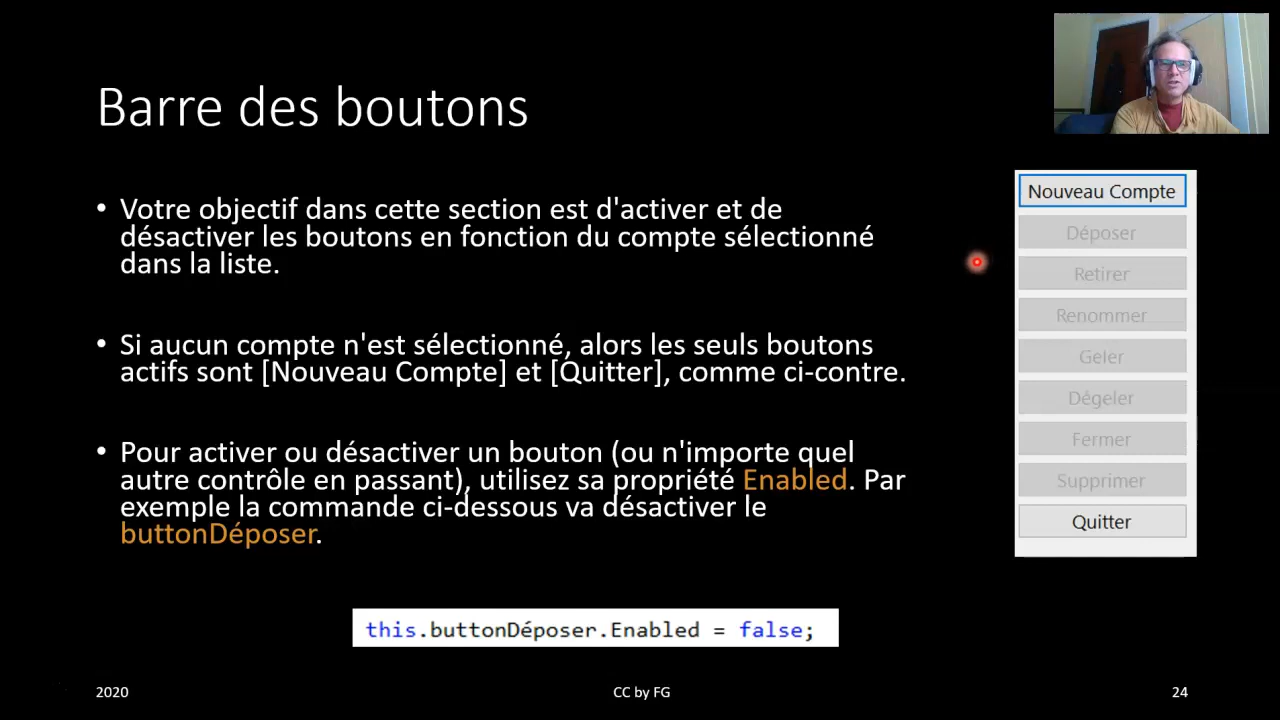 Barre des boutons
• Votre objectif dans cette section est d'activer et de
désactiver les boutons en fonction du compte sélectionné
dans la liste.
• Si aucun compte n'est sélectionné, alors les seuls boutons
actifs sont [Nouveau Compte] et [Quitter], comme ci-contre.
• Pour activer ou désactiver un bouton (ou n'importe quel
autre contrôle en passant), utilisez sa propriété Enabled. Par
exemple la commande ci-dessous va désactiver le
buttonDéposer.
this.buttonDéposer.Enabled = false;
Nouveau Compte
Déposer
Retirer
Renommer
Geler
Dégeler
Fermer
Supprimer
Quitter
2020
CC by FG
24